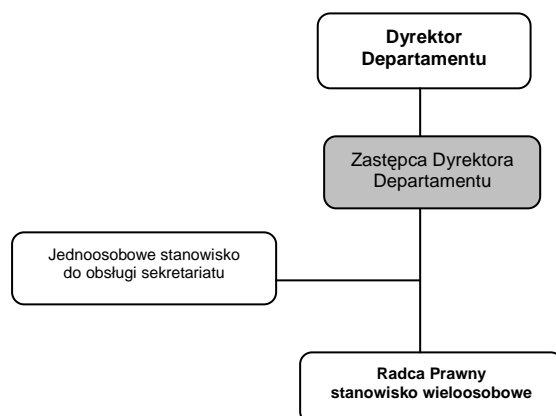 Dyrektor
Departamentu
Zastępca Dyrektora
Departamentu
Jednoosobowe stanowisko
do obsługi sekretariatu
Radca Prawny
stanowisko wieloosobowe